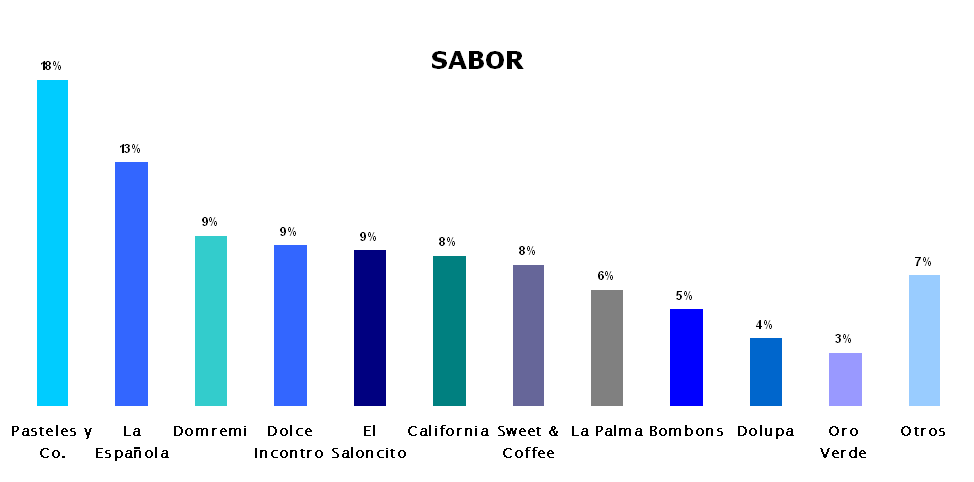 SABOR
18%
13%
9%
9%
9%
8%
8%
6%
5%
4%
3%
7%
Pasteles y
Co.
La
Española
Domremi
Dolce
Incontro
El
Saloncito
California
Sweet &
Coffee
La Palma
Bombons
Dolupa
Oro
Verde
Otros